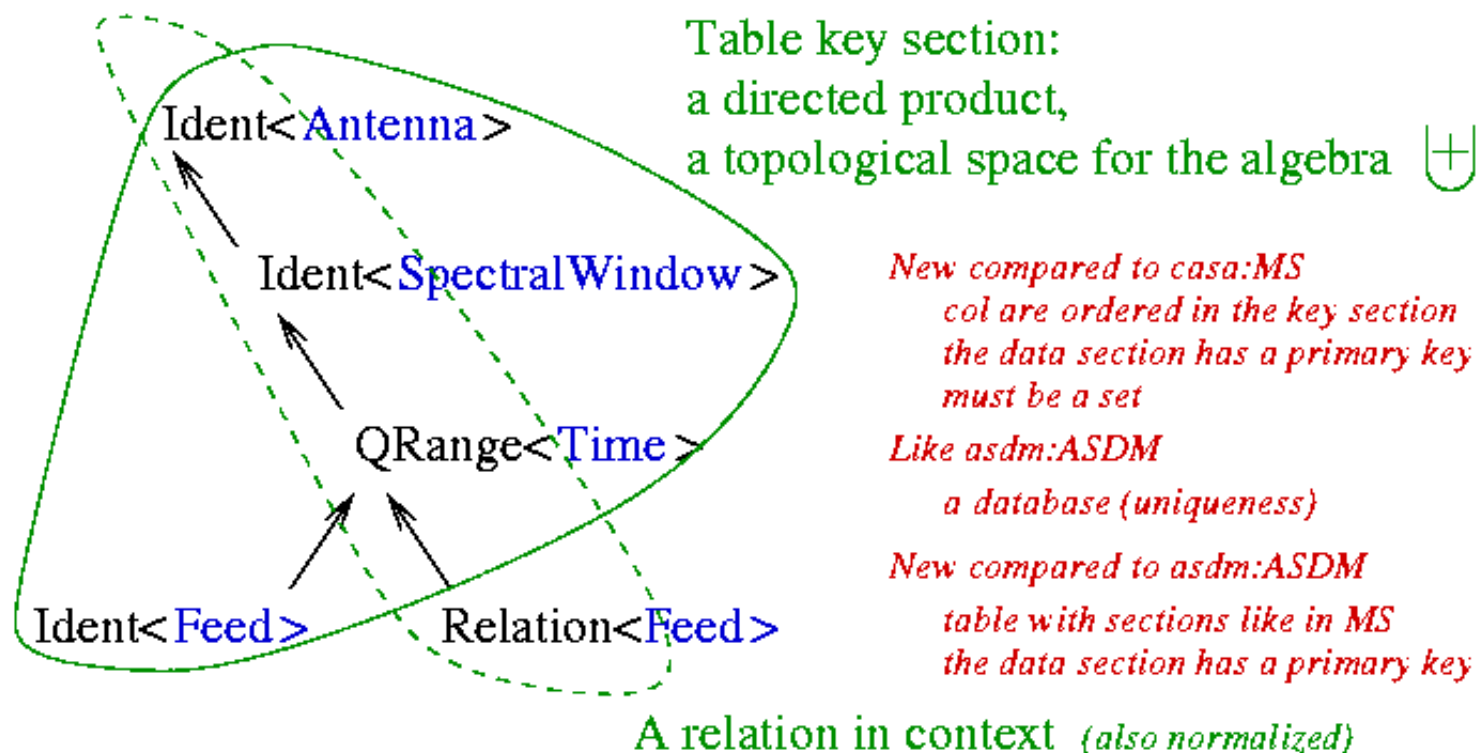 Table key section:
a directed product,
a topological space for the algebra ⊎
Ident<Antenna>
Ident<SpectralWindow>
QRange<Time>
Ident<Feed>
Relation<Feed>
New compared to casa:MS
col are ordered in the key section
the data section has a primary key
must be a set
Like asdm:ASDM
a database (uniqueness)
New compared to asdm:ASDM
table with sections like in MS
the data section has a primary key
A relation in context (also normalized)